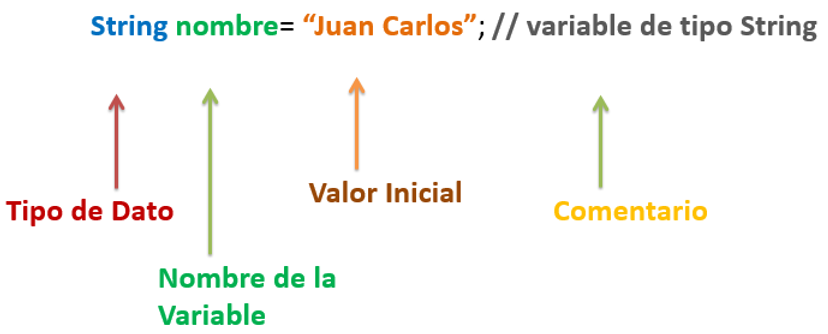 String nombre= “Juan Carlos”; // variable de tipo String
Tipo de Dato
Valor Inicial
Comentario
Nombre de la
Variable